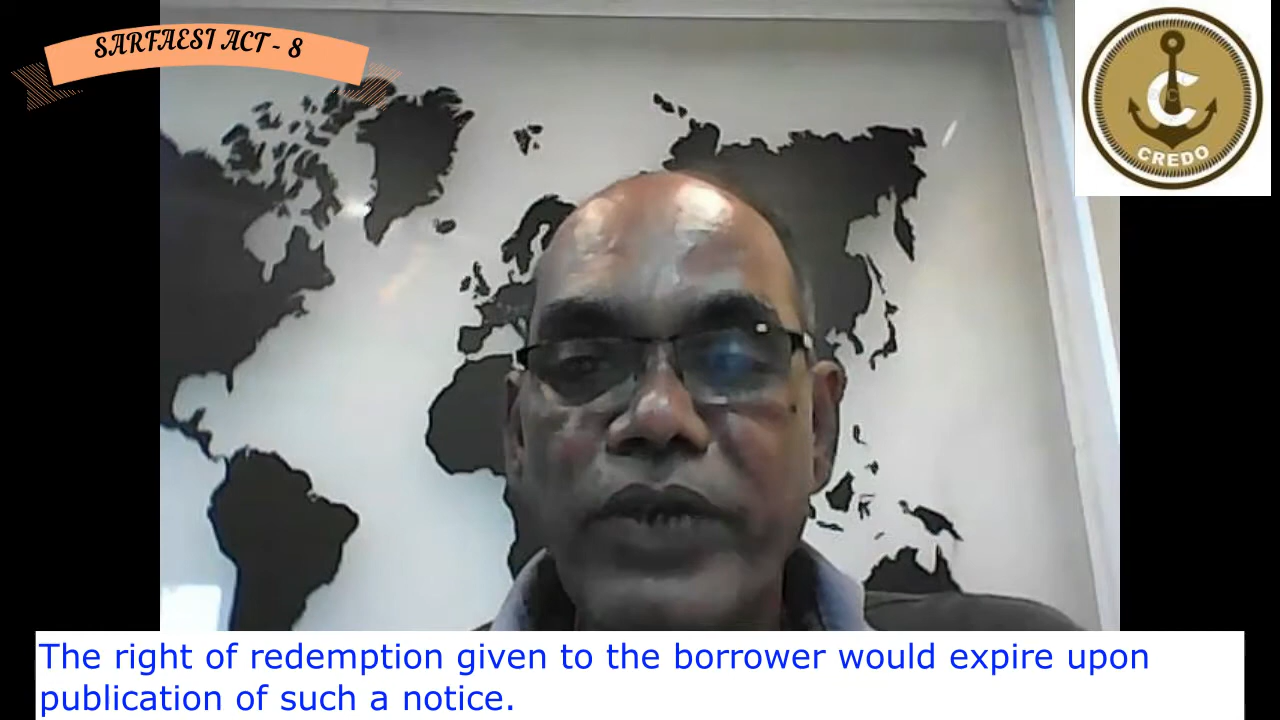 SARFAESI ACT - 8
C
CREDO
The right of redemption given to the borrower would expire upon
publication of such a notice.